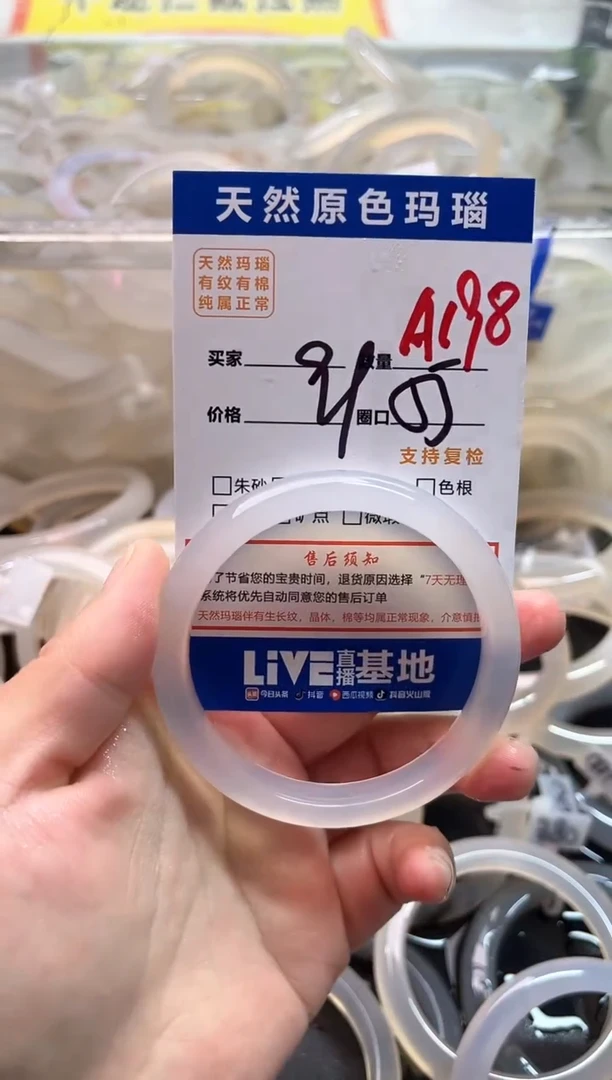 天然原色玛瑙
天然玛瑙
有纹有棉
纯属正常
A198
买家
数量
价格
圈口
支持复检
朱砂
色根
矿点
售后须知
了节省您的宝贵时间，退货原因选择“7天无理
系统将优先自动同意您的售后订单
天然玛瑙伴有生长纹，晶体，棉等均属正常现象，介意慎拍
LiVE直播基地
今日头条 抖音 西瓜视频 抖音火山版